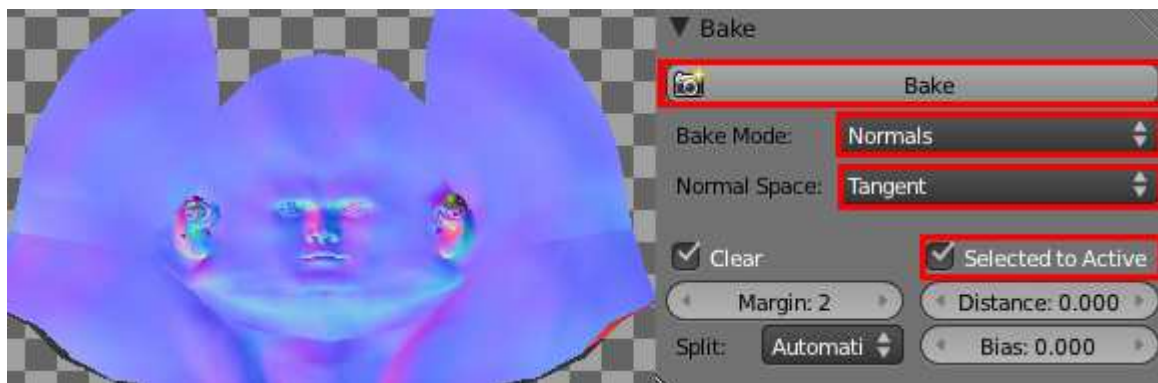 Bake
Bake
Bake Mode: Normals
Normal Space: Tangent
Clear Selected to Active
Margin: 2 Distance: 0.000
Split: Automati Bias: 0.000